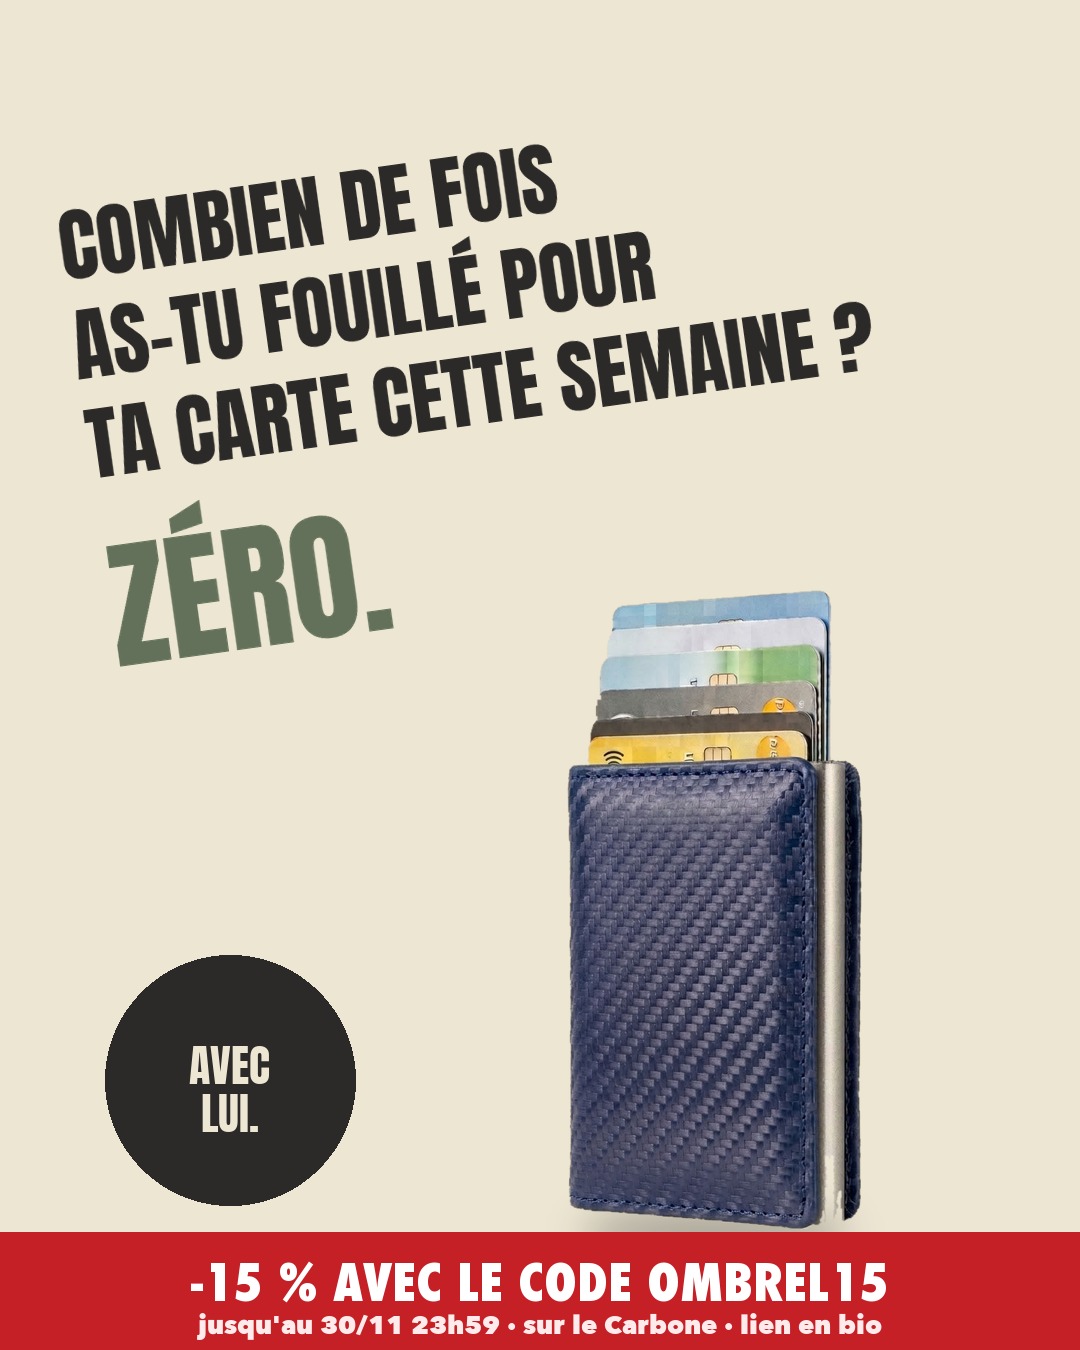 COMBIEN DE FOIS
AS-TU FOUILLÉ POUR
TA CARTE CETTE SEMAINE ?
ZÉRO.
AVEC
LUI.
-15 % AVEC LE CODE OMBREL15
jusqu'au 30/11 23h59 · sur le Carbone · lien en bio